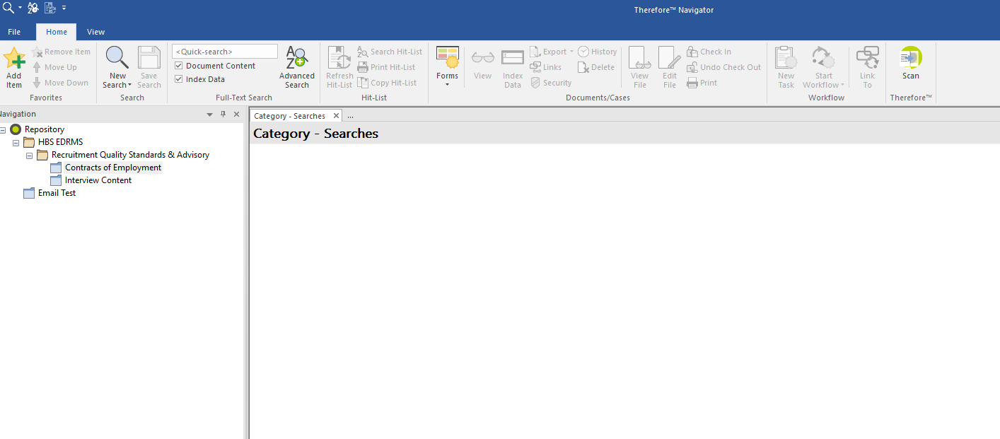 Therefore™ Navigator
File Home View
Add Item
Remove Item
Move Up
Move Down
Favorites
New Search
Save Search
Search
<Quick-search>
Document Content
Index Data
Advanced Search
Full-Text Search
Refresh Hit-List
Search Hit-List
Print Hit-List
Copy Hit-List
Hit-List
Forms
View
Index Data
Export
Links
Security
History
Delete
View File
Edit File
Check In
Undo Check Out
Print
Documents/Cases
New Task
Start Workflow
Link To
Workflow
Scan
Therefore™
Navigation
Repository
HBS EDRMS
Recruitment Quality Standards & Advisory
Contracts of Employment
Interview Content
Email Test
Category - Searches
...
Category - Searches